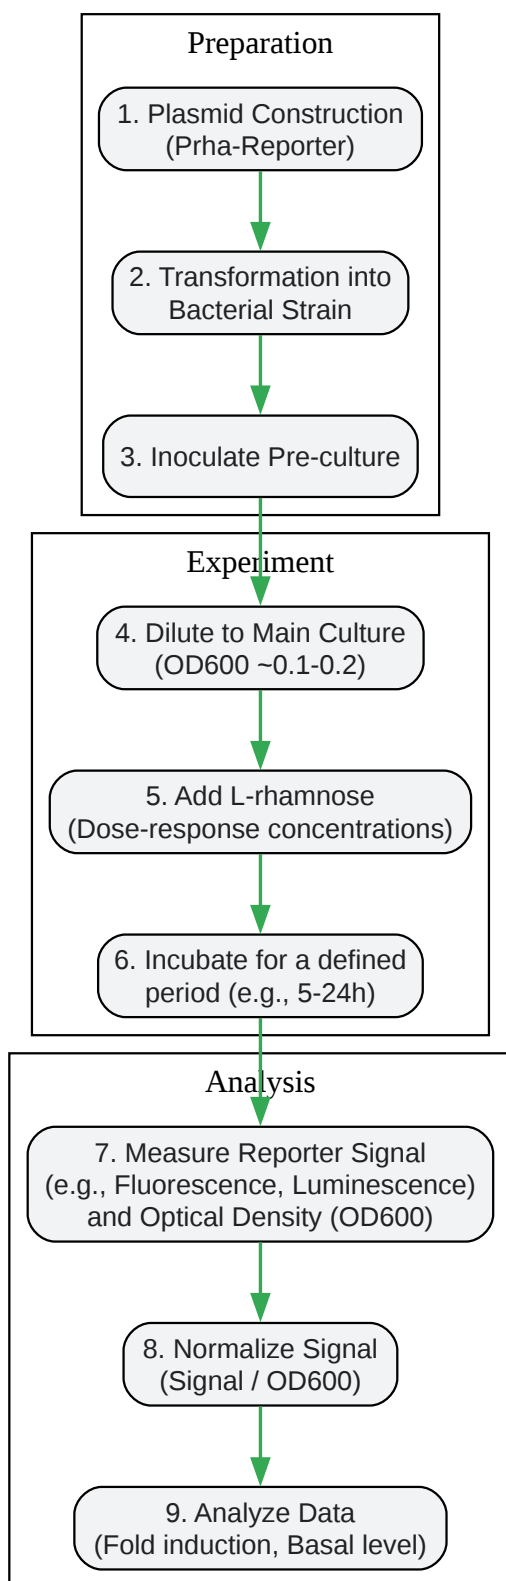 Preparation
1. Plasmid Construction
(Prha-Reporter)
2. Transformation into
Bacterial Strain
3. Inoculate Pre-culture
Experiment
4. Dilute to Main Culture
(OD600 ~0.1-0.2)
5. Add L-rhamnose
(Dose-response concentrations)
6. Incubate for a defined
period (e.g., 5-24h)
Analysis
7. Measure Reporter Signal
(e.g., Fluorescence, Luminescence)
and Optical Density (OD600)
8. Normalize Signal
(Signal / OD600)
9. Analyze Data
(Fold induction, Basal level)